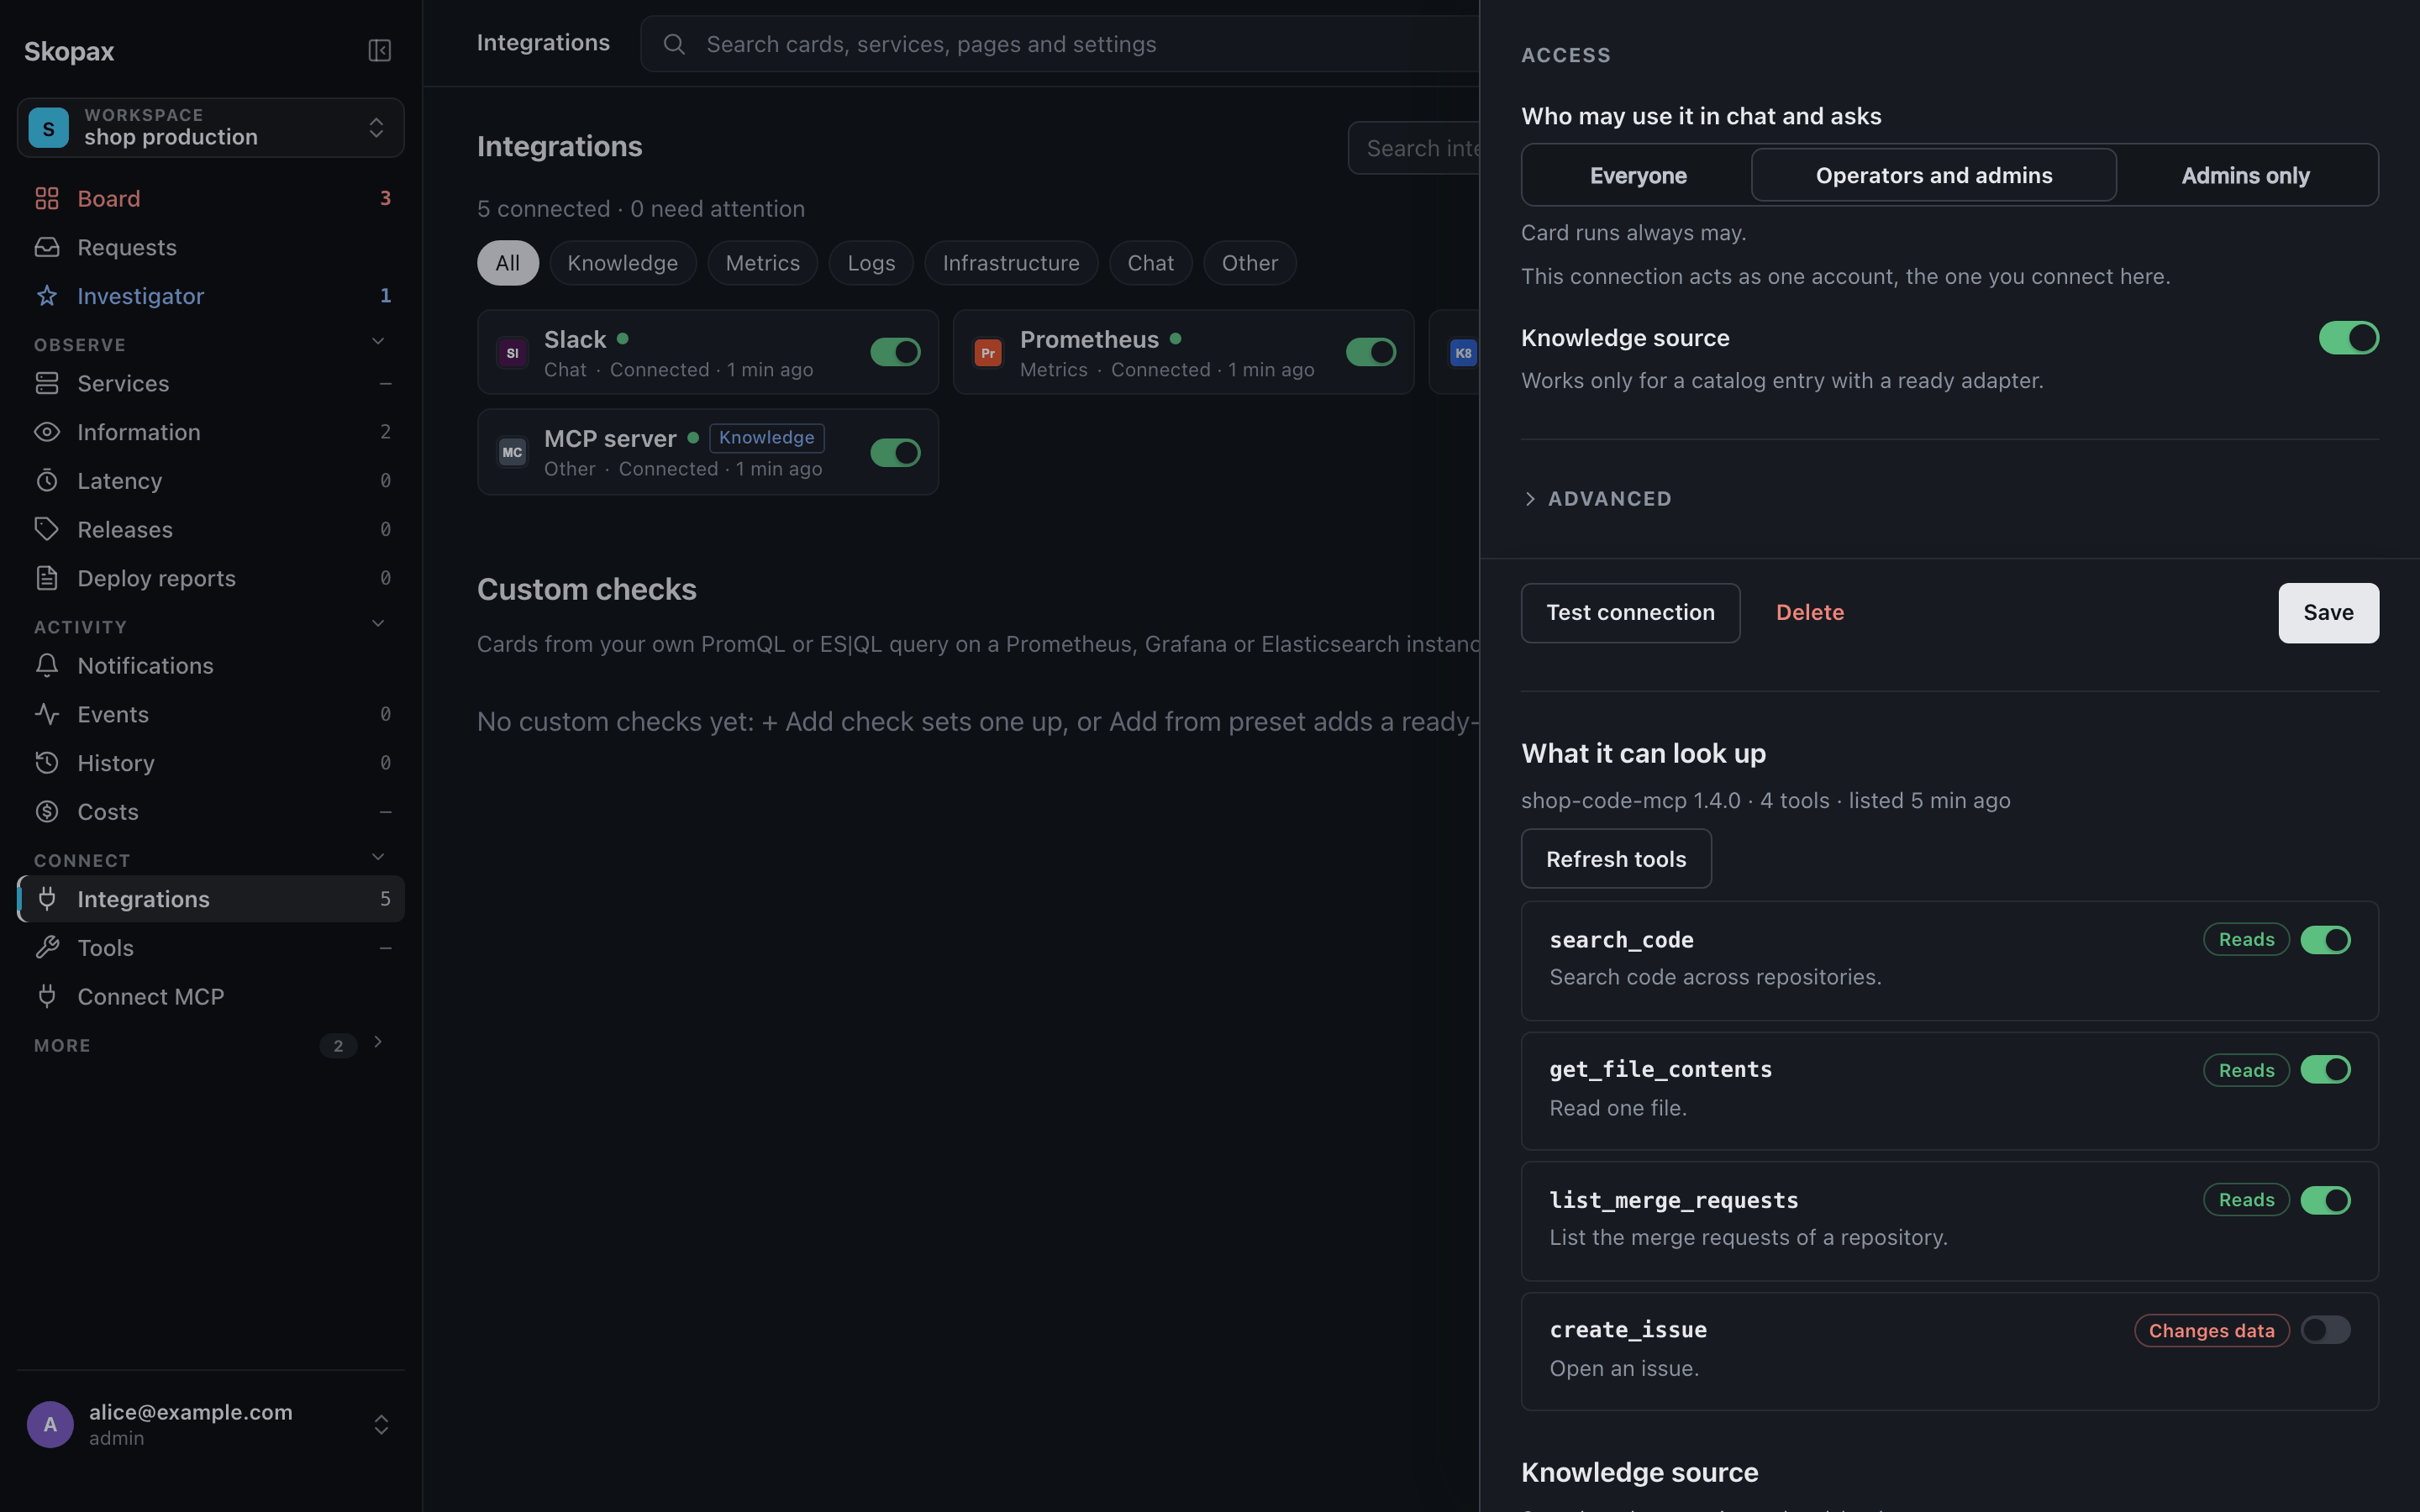 Skopax
S
WORKSPACE
shop production
Board 3
Requests
Investigator 1
OBSERVE
Services –
Information 2
Latency 0
Releases 0
Deploy reports 0
ACTIVITY
Notifications
Events 0
History 0
Costs –
CONNECT
Integrations 5
Tools –
Connect MCP
MORE 2
A
alice@example.com
admin
Integrations
Search cards, services, pages and settings
Integrations
Search inte
5 connected · 0 need attention
All Knowledge Metrics Logs Infrastructure Chat Other
Sl
Slack
Chat · Connected · 1 min ago
Pr
Prometheus
Metrics · Connected · 1 min ago
K8
MC
MCP server Knowledge
Other · Connected · 1 min ago
Custom checks
Cards from your own PromQL or ES|QL query on a Prometheus, Grafana or Elasticsearch instanc
No custom checks yet: + Add check sets one up, or Add from preset adds a ready-
ACCESS
Who may use it in chat and asks
Everyone Operators and admins Admins only
Card runs always may.
This connection acts as one account, the one you connect here.
Knowledge source
Works only for a catalog entry with a ready adapter.
ADVANCED
Test connection Delete Save
What it can look up
shop-code-mcp 1.4.0 · 4 tools · listed 5 min ago
Refresh tools
search_code Reads
Search code across repositories.
get_file_contents Reads
Read one file.
list_merge_requests Reads
List the merge requests of a repository.
create_issue Changes data
Open an issue.
Knowledge source